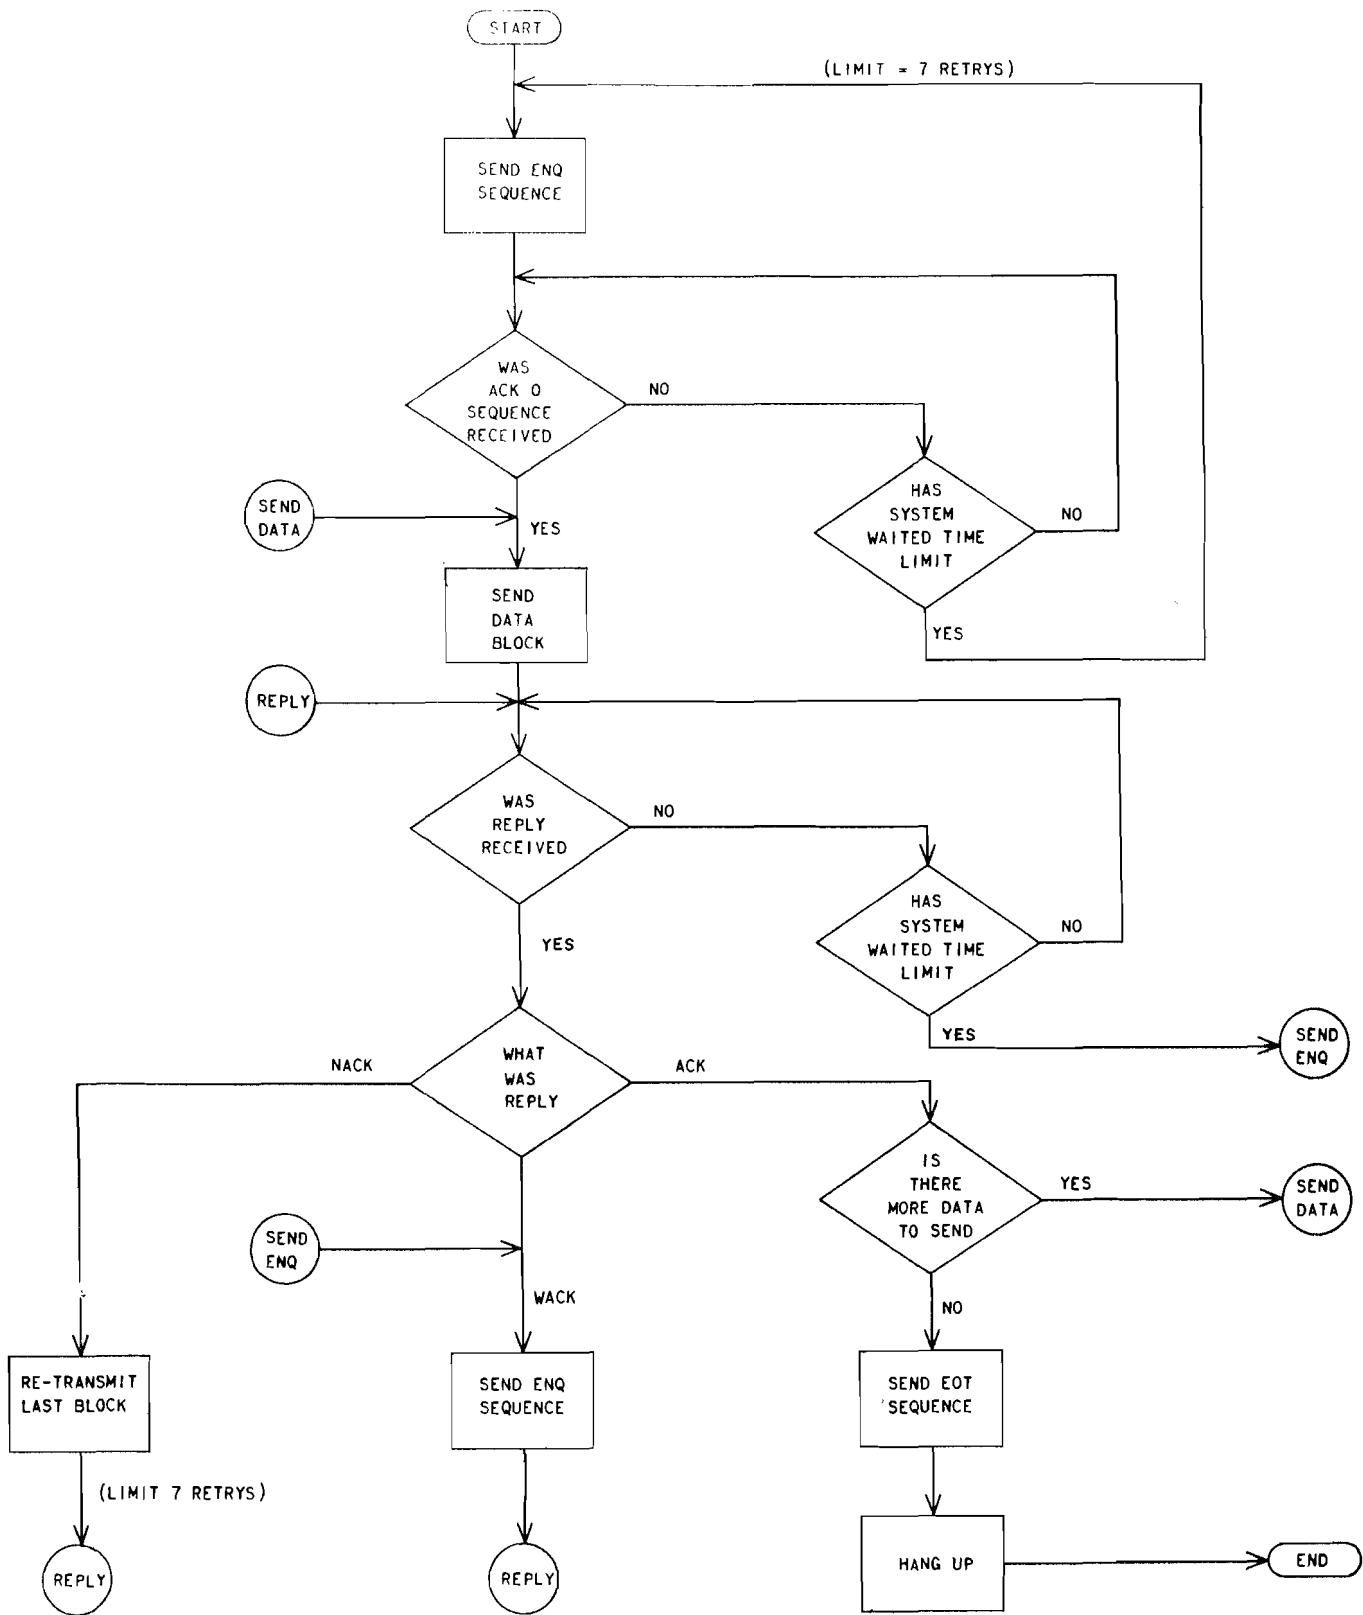 START
(LIMIT = 7 RETRYS)
SEND ENQ
SEQUENCE
WAS
ACK 0
SEQUENCE
RECEIVED
NO
HAS
SYSTEM
WAITED TIME
LIMIT
NO
SEND
DATA
YES
SEND
DATA
BLOCK
YES
REPLY
WAS
REPLY
RECEIVED
NO
HAS
SYSTEM
WAITED TIME
LIMIT
NO
YES
YES
SEND
ENQ
NACK
WHAT
WAS
REPLY
ACK
IS
THERE
MORE DATA
TO SEND
YES
SEND
DATA
SEND
ENQ
WACK
NO
RE-TRANSMIT
LAST BLOCK
SEND ENQ
SEQUENCE
SEND EOT
SEQUENCE
(LIMIT 7 RETRYS)
REPLY
REPLY
HANG UP
END